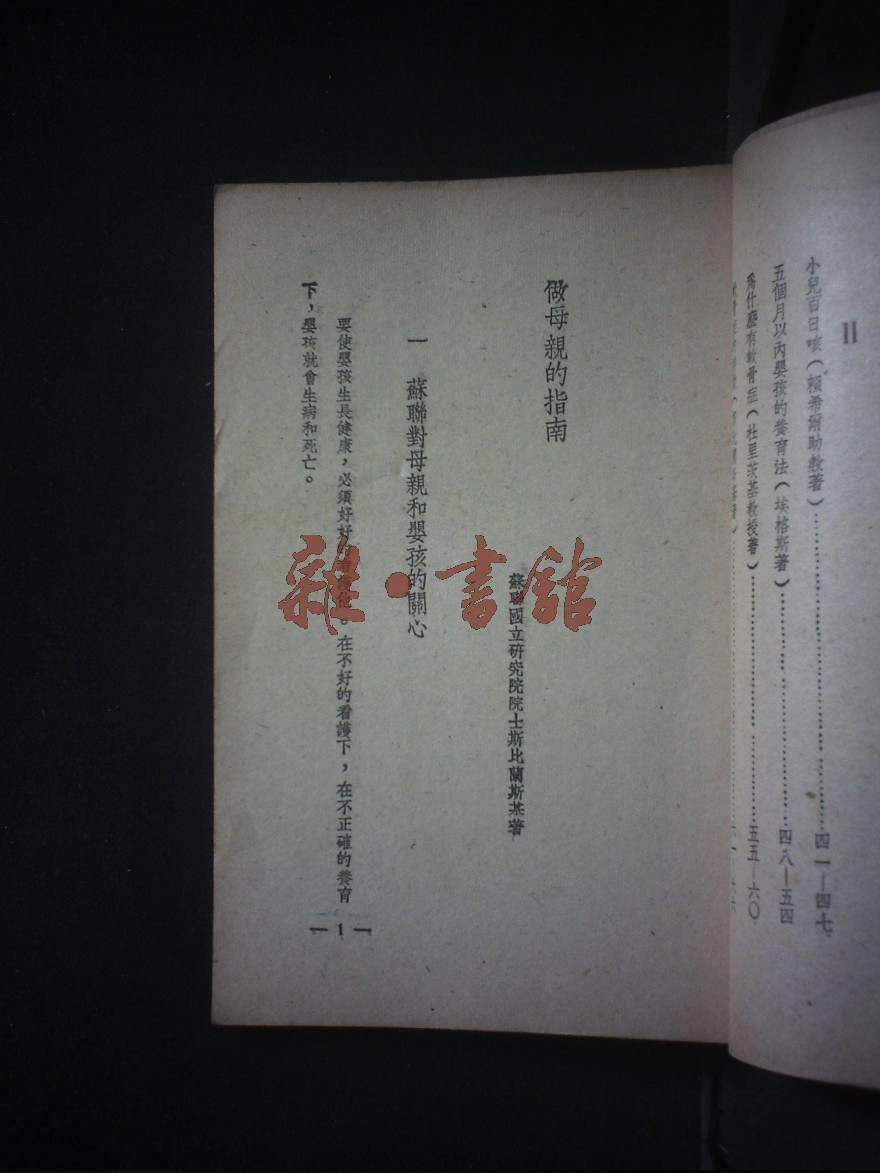 II
小兒百日咳(賴希爾助教著)……四一—四七
五個月以內嬰孩的養育法(埃格斯著)……四八—五四
爲什麽有軟骨症(杜里茨基教授著)……五五—六〇
做母親的指南
蘇聯國立研究院院士斯比蘭斯基著
一 蘇聯對母親和嬰孩的關心
要使嬰孩生長健康,必須好好的看護他。在不好的看護下,在不正確的養育
下,嬰孩就會生病和死亡。
— 1 —
雜·書館